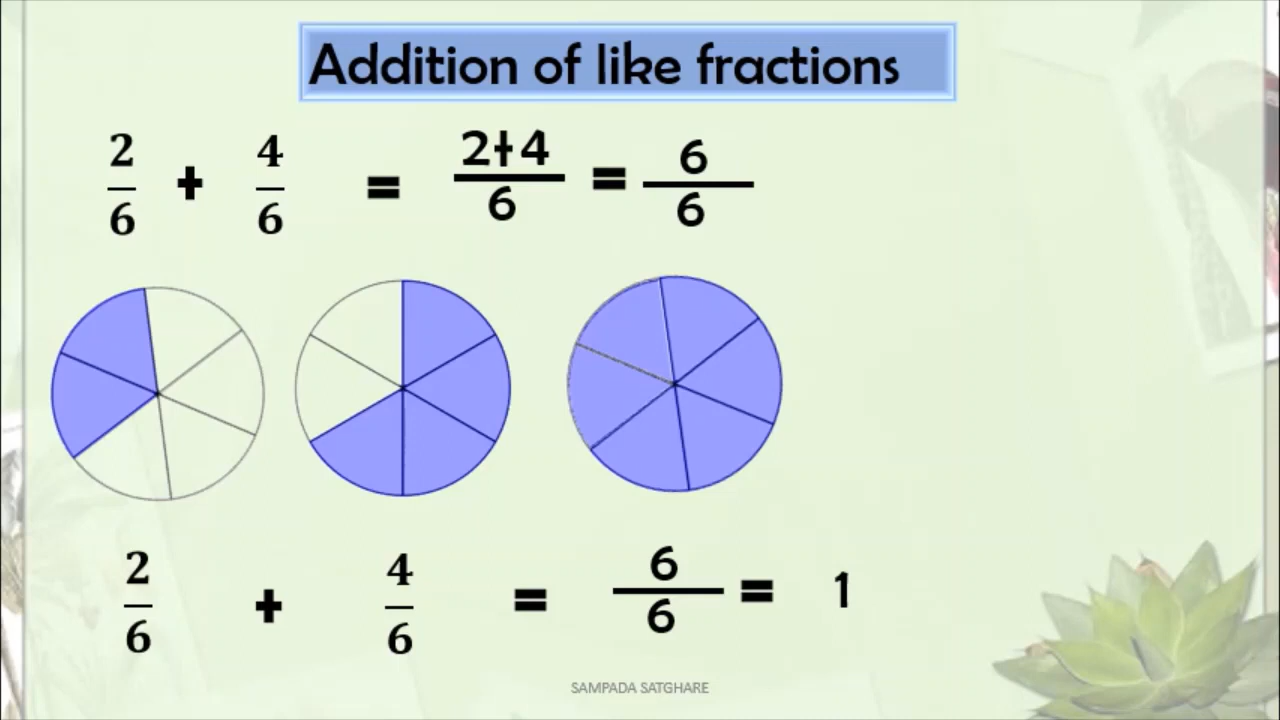 Addition of like fractions
2/6 + 4/6 = 2+4/6 = 6/6
2/6 + 4/6 = 6/6 = 1
SAMPADA SATGHARE